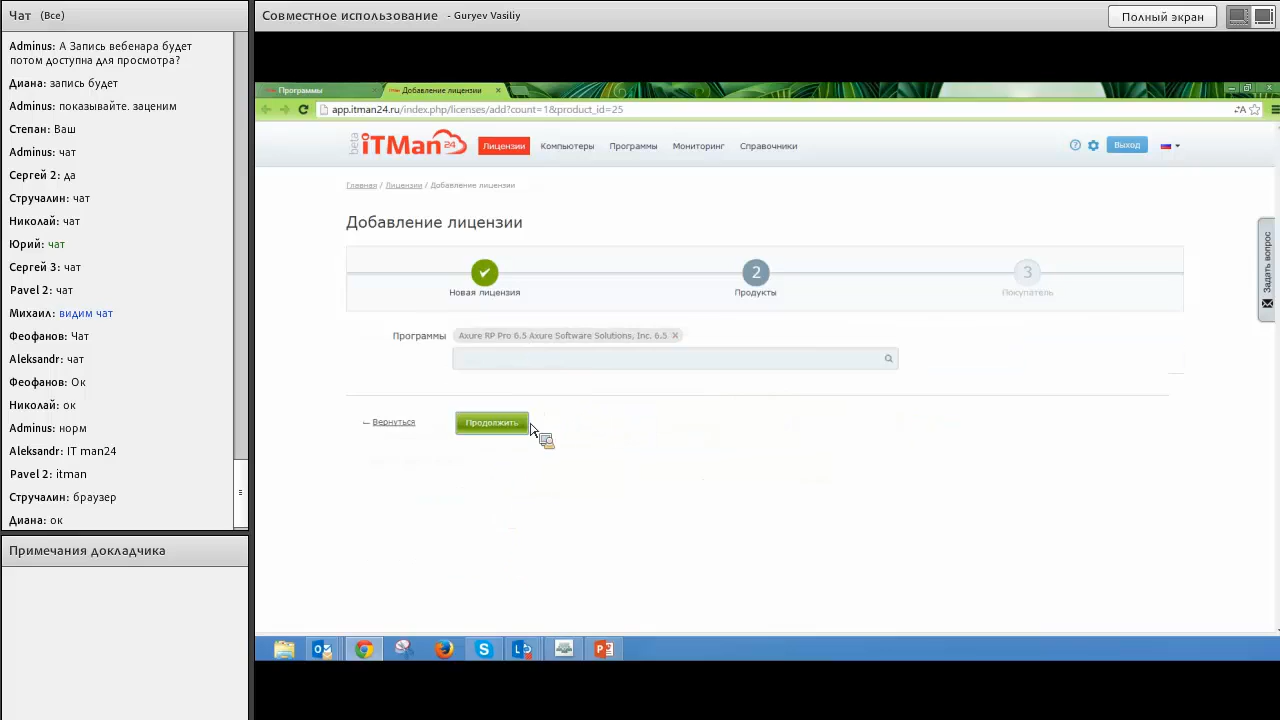 Чат (Все)
Adminus: А Запись вебенара будет
потом доступна для просмотра?
Диана: запись будет
Adminus: показывайте. заценим
Степан: Ваш
Adminus: чат
Сергей 2: да
Стручалин: чат
Николай: чат
Юрий: чат
Сергей 3: чат
Pavel 2: чат
Михаил: видим чат
Феофанов: Чат
Aleksandr: чат
Феофанов: Ок
Николай: ок
Adminus: норм
Aleksandr: IT man24
Pavel 2: itman
Стручалин: браузер
Диана: ок
Примечания докладчика
Совместное использование - Guryev Vasiliy
Полный экран
Программы
Добавление лицензии
app.itman24.ru/index.php/licenses/add?count=1&product_id=25
beta iTMan 24
Лицензии Компьютеры Программы Мониторинг Справочники
Выход
Главная / Лицензии / Добавление лицензии
Добавление лицензии
2 3
Новая лицензия Продукты Покупатель
Программы Axure RP Pro 6.5 Axure Software Solutions, Inc. 6.5 ×
← Вернуться Продолжить
Задать вопрос